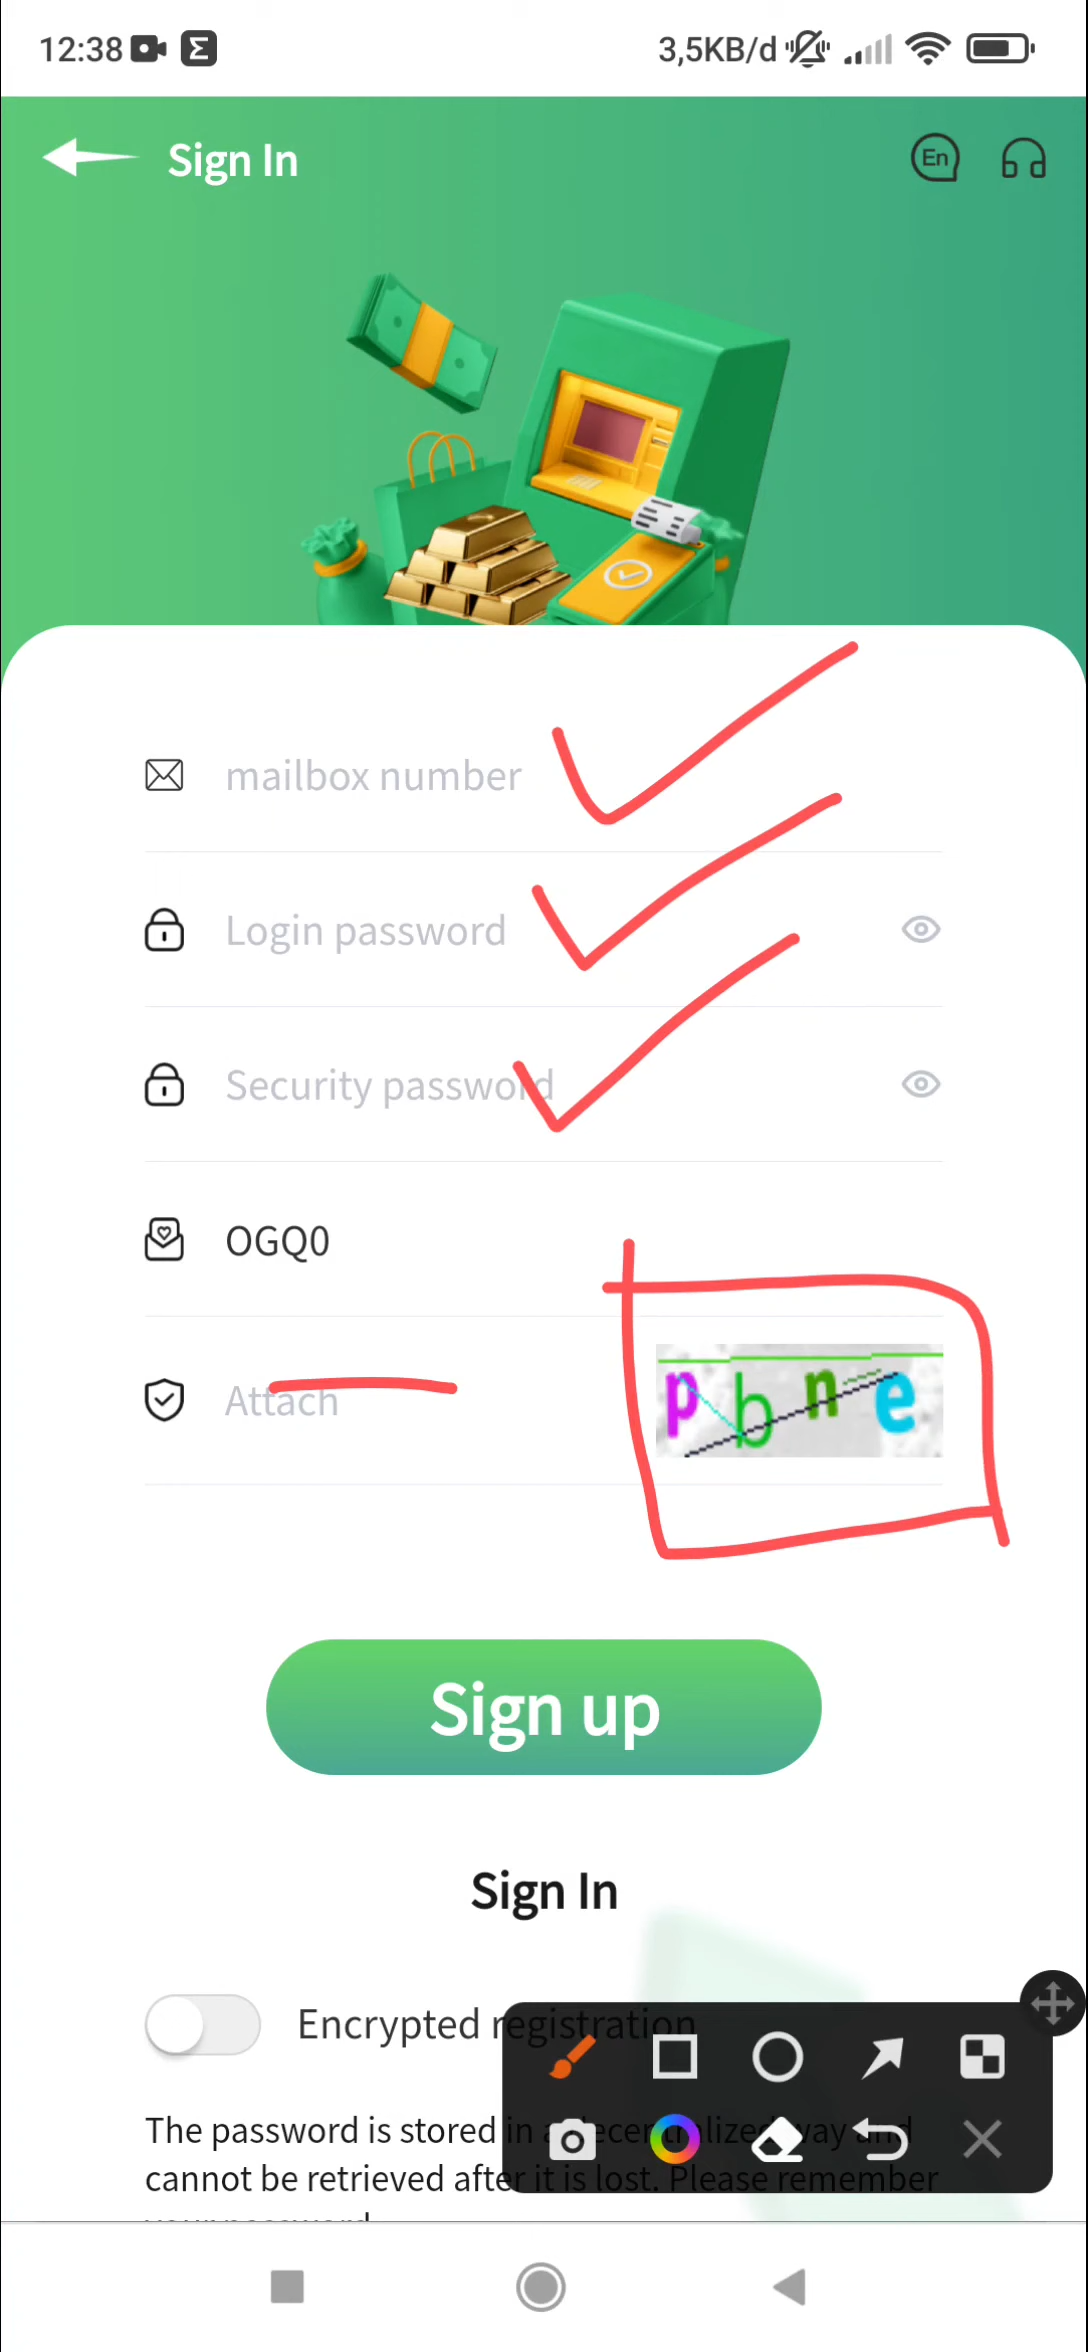 12:38 3,5KB/d
Sign In En
mailbox number
Login password
Security password
OGQ0
Attach p b n e
Sign up
Sign In
Encrypted registration
The password is stored in a decentralized way and
cannot be retrieved after it is lost. Please remember
your password